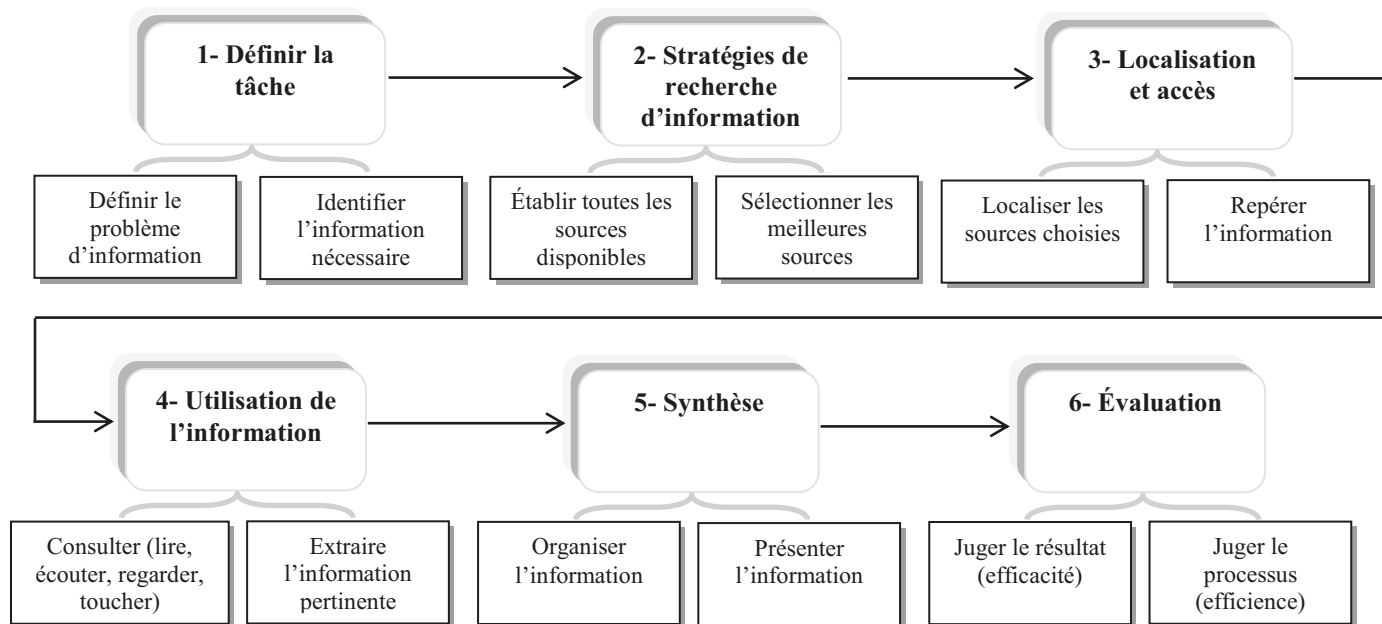 1- Définir la
tâche
2- Stratégies de
recherche
d’information
3- Localisation
et accès
Définir le
problème
d’information
Identifier
l’information
nécessaire
Établir toutes les
sources
disponibles
Sélectionner les
meilleures
sources
Localiser les
sources choisies
Repérer
l’information
4- Utilisation de
l’information
5- Synthèse
6- Évaluation
Consulter (lire,
écouter, regarder,
toucher)
Extraire
l’information
pertinente
Organiser
l’information
Présenter
l’information
Juger le résultat
(efficacité)
Juger le
processus
(efficience)